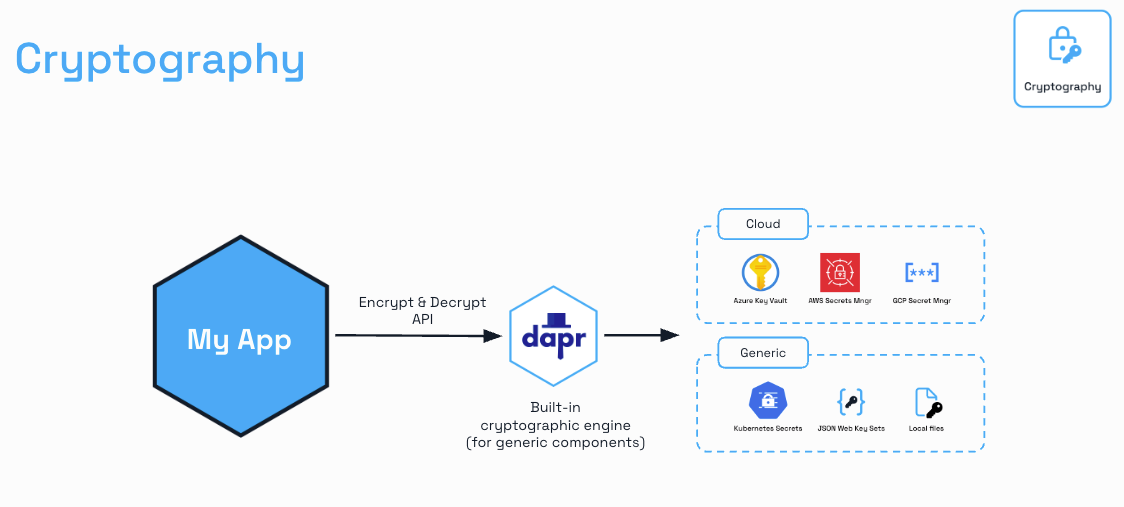 Cryptography
Cryptography
My App
Encrypt & Decrypt
API
dapr
Built-in
cryptographic engine
(for generic components)
Cloud
Azure Key Vault
AWS Secrets Mngr
GCP Secret Mngr
[***]
Generic
Kubernetes Secrets
JSON Web Key Sets
Local files